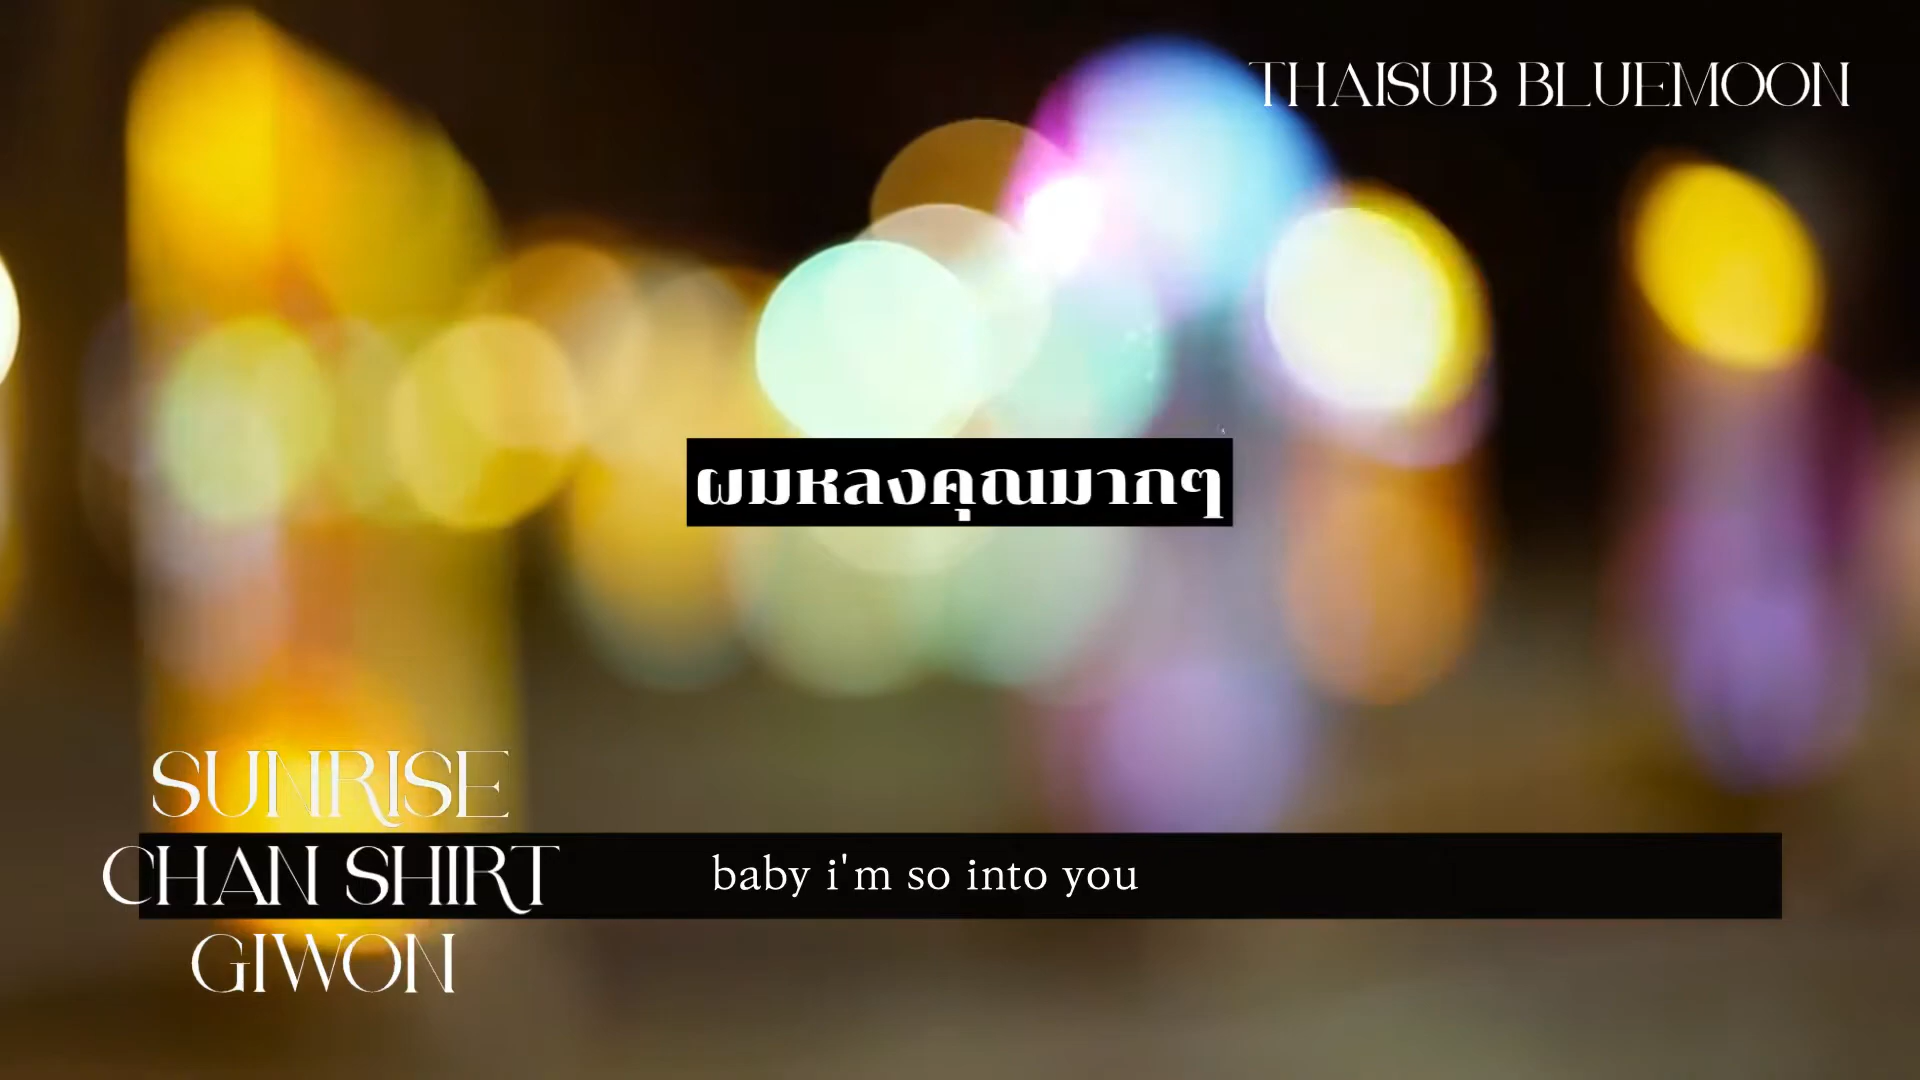 THAISUB BLUEMOON
ผมหลงคุณมากๆ
SUNRISE
CHAN SHIRT
baby i'm so into you
GIWON